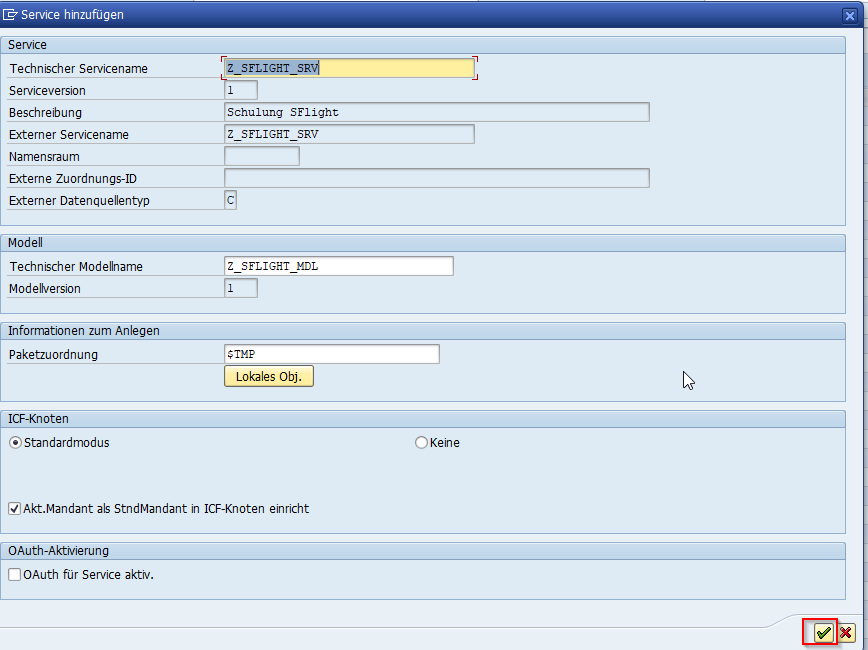 Service hinzufügen
Service
Technischer Servicename Z_SFLIGHT_SRV
Serviceversion 1
Beschreibung Schulung SFlight
Externer Servicename Z_SFLIGHT_SRV
Namensraum
Externe Zuordnungs-ID
Externer Datenquellentyp C
Modell
Technischer Modellname Z_SFLIGHT_MDL
Modellversion 1
Informationen zum Anlegen
Paketzuordnung $TMP
Lokales Obj.
ICF-Knoten
Standardmodus Keine
Akt.Mandant als StndMandant in ICF-Knoten einricht
OAuth-Aktivierung
OAuth für Service aktiv.